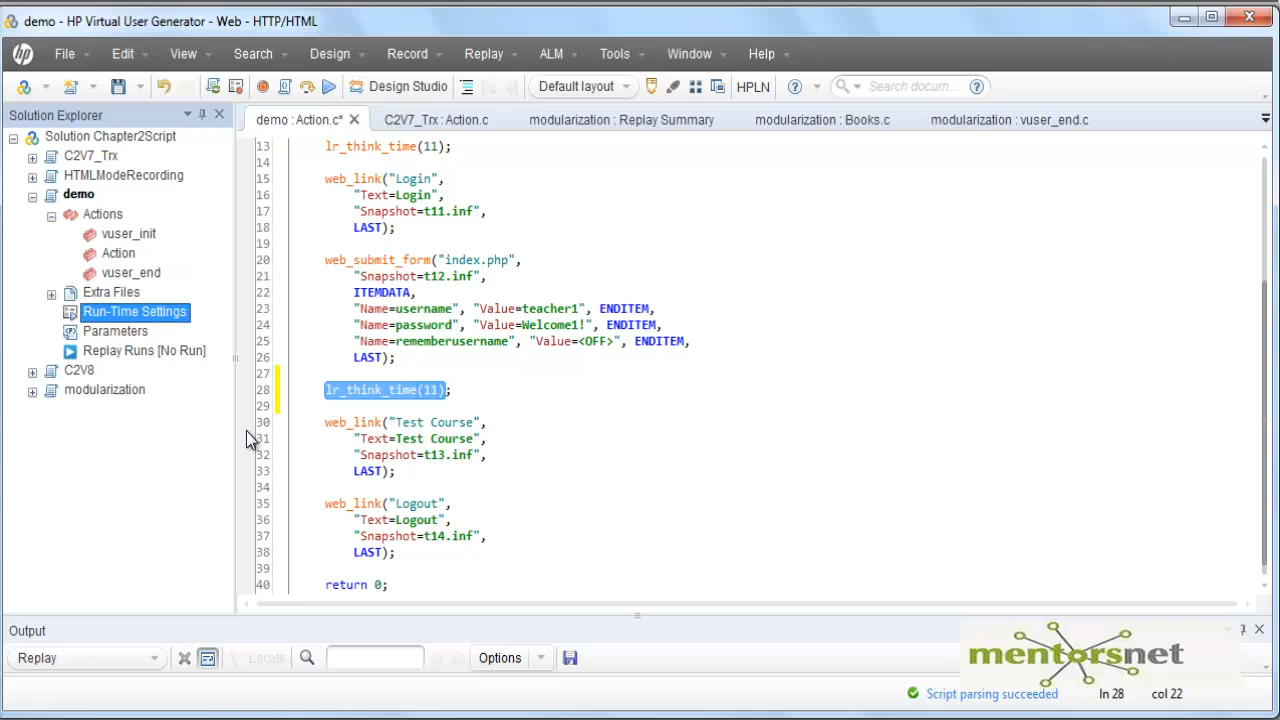 demo - HP Virtual User Generator - Web - HTTP/HTML
hp File Edit View Search Design Record Replay ALM Tools Window Help
Design Studio Default layout HPLN Search docum...
Solution Explorer
Solution Chapter2Script
C2V7_Trx
HTMLModeRecording
demo
Actions
vuser_init
Action
vuser_end
Extra Files
Run-Time Settings
Parameters
Replay Runs [No Run]
C2V8
modularization
demo : Action.c* C2V7_Trx : Action.c modularization : Replay Summary modularization : Books.c modularization : vuser_end.c
13 lr_think_time(11);
14
15 web_link("Login",
16 "Text=Login",
17 "Snapshot=t11.inf",
18 LAST);
19
20 web_submit_form("index.php",
21 "Snapshot=t12.inf",
22 ITEMDATA,
23 "Name=username", "Value=teacher1", ENDITEM,
24 "Name=password", "Value=Welcome1!", ENDITEM,
25 "Name=rememberusername", "Value=<OFF>", ENDITEM,
26 LAST);
27
28 lr_think_time(11);
29
30 web_link("Test Course",
31 "Text=Test Course",
32 "Snapshot=t13.inf",
33 LAST);
34
35 web_link("Logout",
36 "Text=Logout",
37 "Snapshot=t14.inf",
38 LAST);
39
40 return 0;
Output
Replay Locate Options
mentorsnet
Script parsing succeeded ln 28 col 22